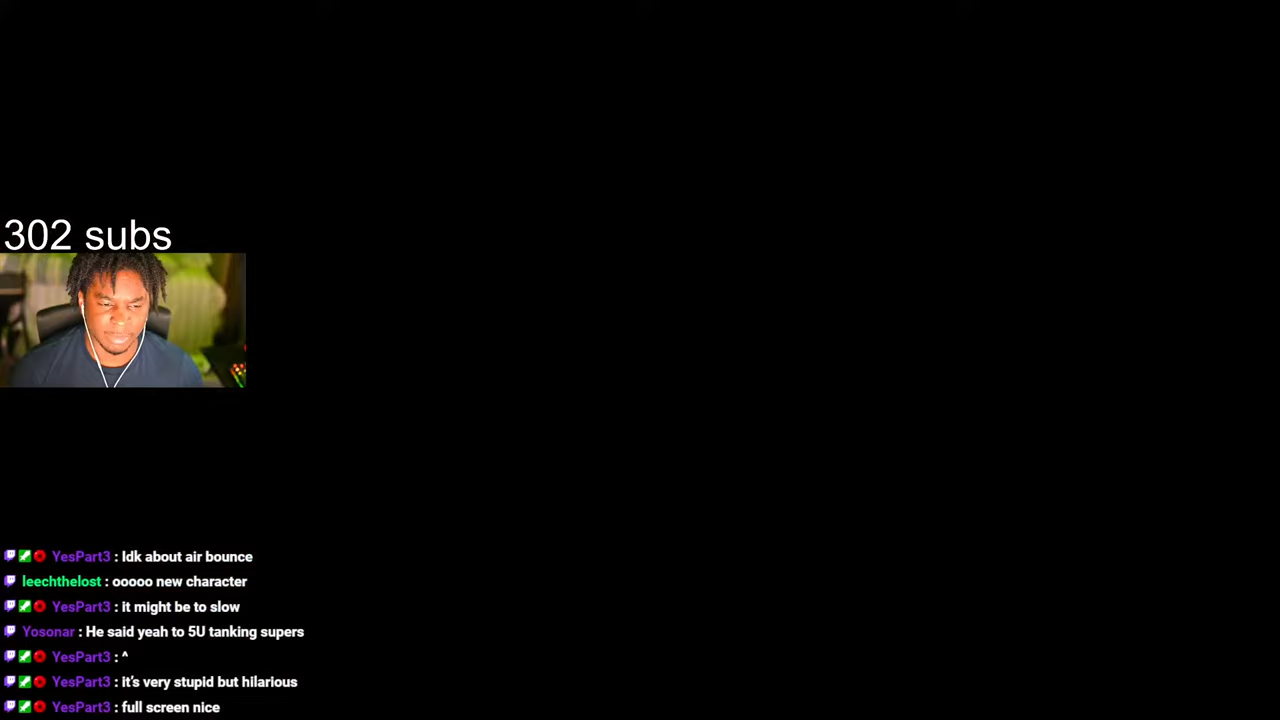 302 subs
YesPart3 : Idk about air bounce
leechthelost : ooooo new character
YesPart3 : it might be to slow
Yosonar : He said yeah to 5U tanking supers
YesPart3 : ^
YesPart3 : it’s very stupid but hilarious
YesPart3 : full screen nice